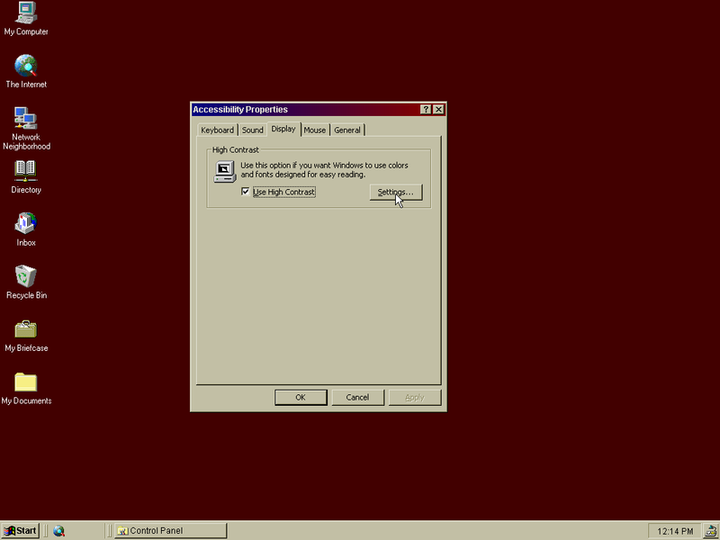 My Computer
The Internet
Network
Neighborhood
Directory
Inbox
Recycle Bin
My Briefcase
My Documents
Accessibility Properties
Keyboard
Sound
Display
Mouse
General
High Contrast
Use this option if you want Windows to use colors
and fonts designed for easy reading.
Use High Contrast
Settings...
OK
Cancel
Apply
Start
Control Panel
12:14 PM